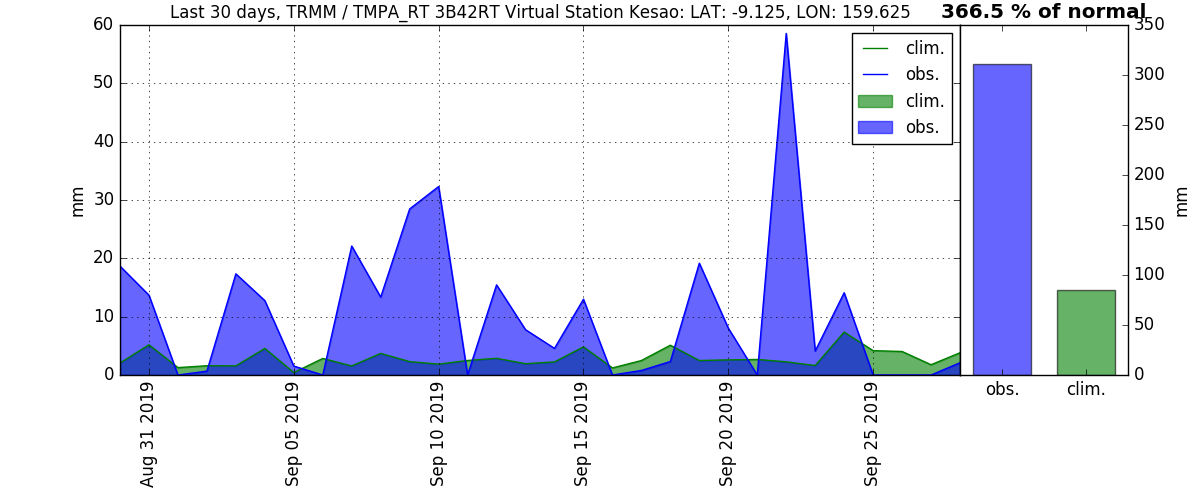 Last 30 days, TRMM / TMPA_RT 3B42RT Virtual Station Kesao: LAT: -9.125, LON: 159.625
366.5 % of normal
60
50
40
30
20
10
0
mm
clim.
obs.
clim.
obs.
Aug 31 2019
Sep 05 2019
Sep 10 2019
Sep 15 2019
Sep 20 2019
Sep 25 2019
350
300
250
200
150
100
50
0
mm
obs.
clim.